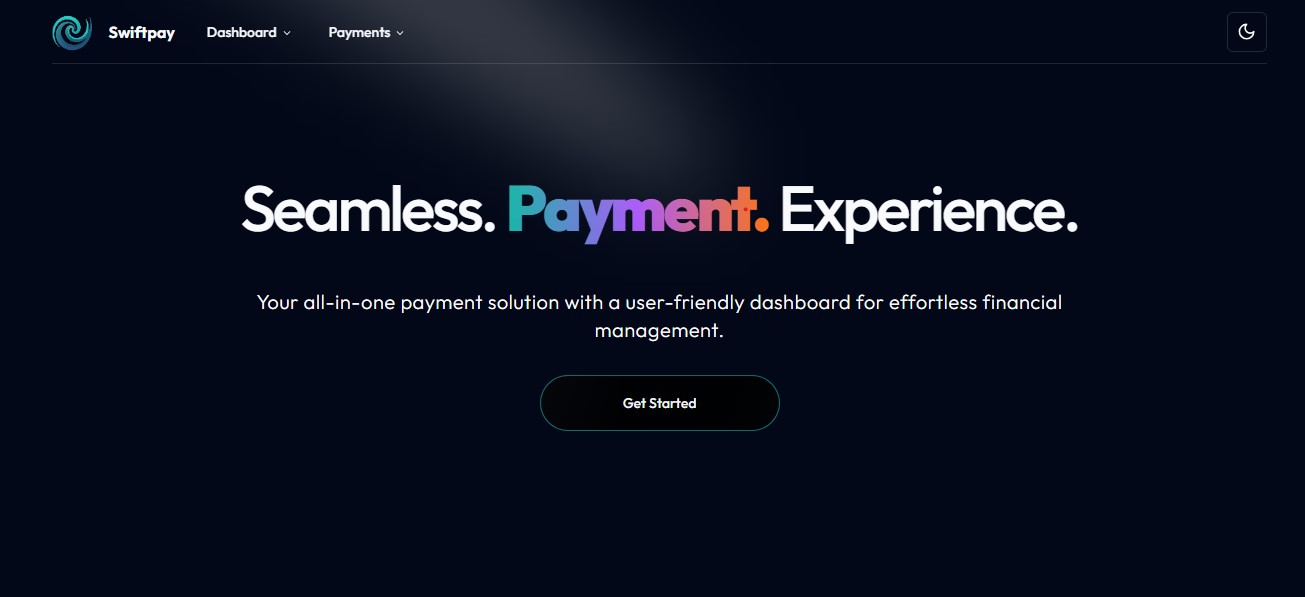 Swiftpay Dashboard Payments
Seamless. Payment. Experience.
Your all-in-one payment solution with a user-friendly dashboard for effortless financial
management.
Get Started